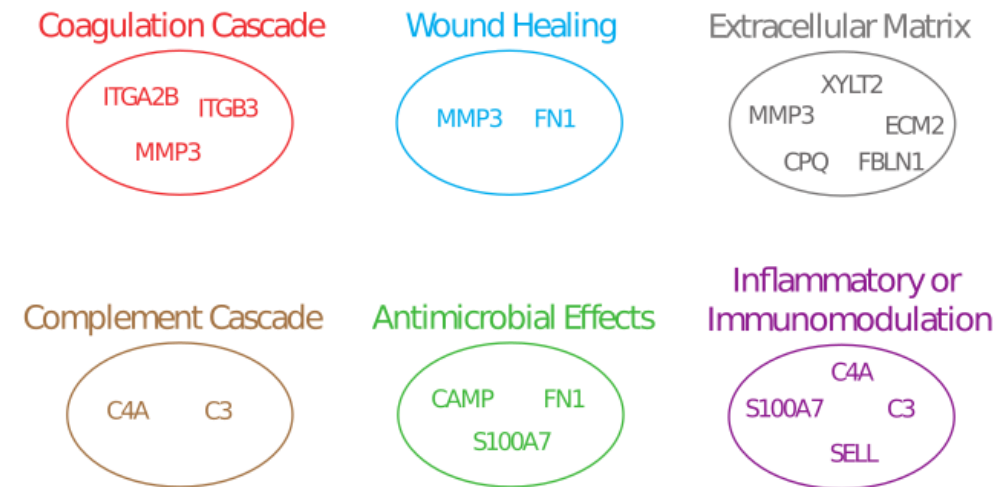 Coagulation Cascade
ITGA2B
ITGB3
MMP3
Wound Healing
MMP3 FN1
Extracellular Matrix
XYLT2
MMP3
ECM2
CPQ FBLN1
Complement Cascade
C4A C3
Antimicrobial Effects
CAMP FN1
S100A7
Inflammatory or
Immunomodulation
C4A
S100A7 C3
SELL